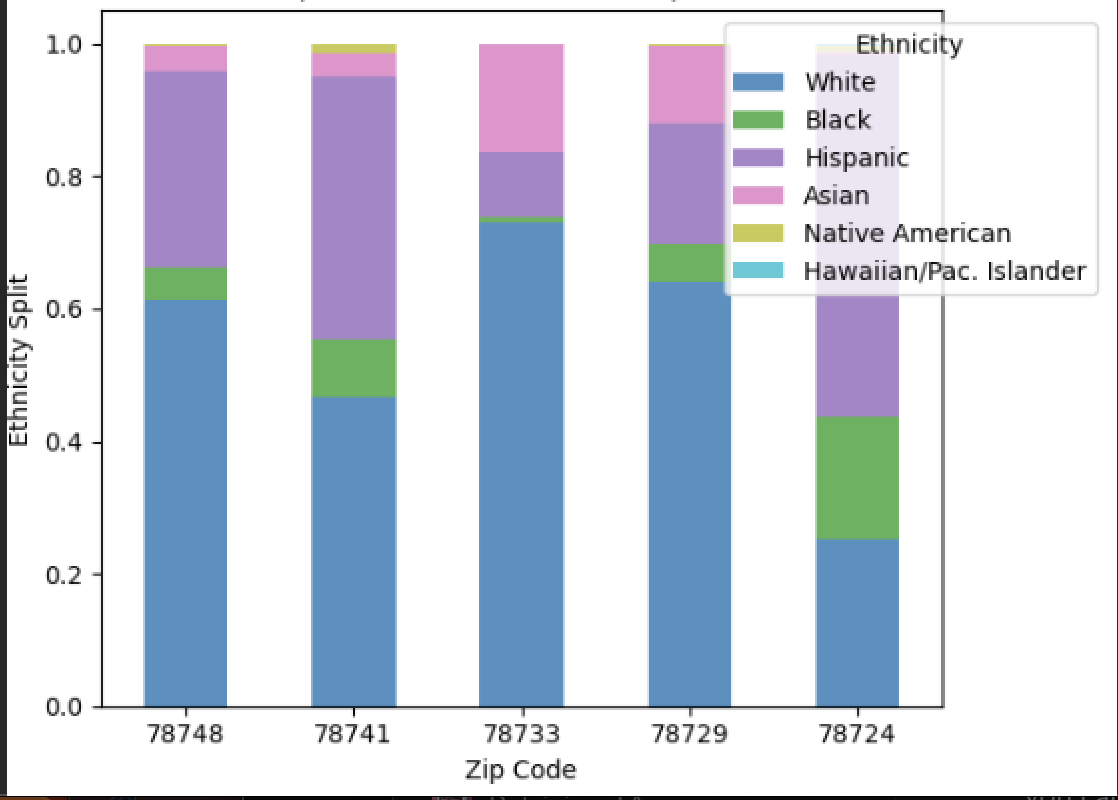 Ethnicity
White
Black
Hispanic
Asian
Native American
Hawaiian/Pac. Islander
1.0
0.8
0.6
0.4
0.2
0.0
Ethnicity Split
78748 78741 78733 78729 78724
Zip Code